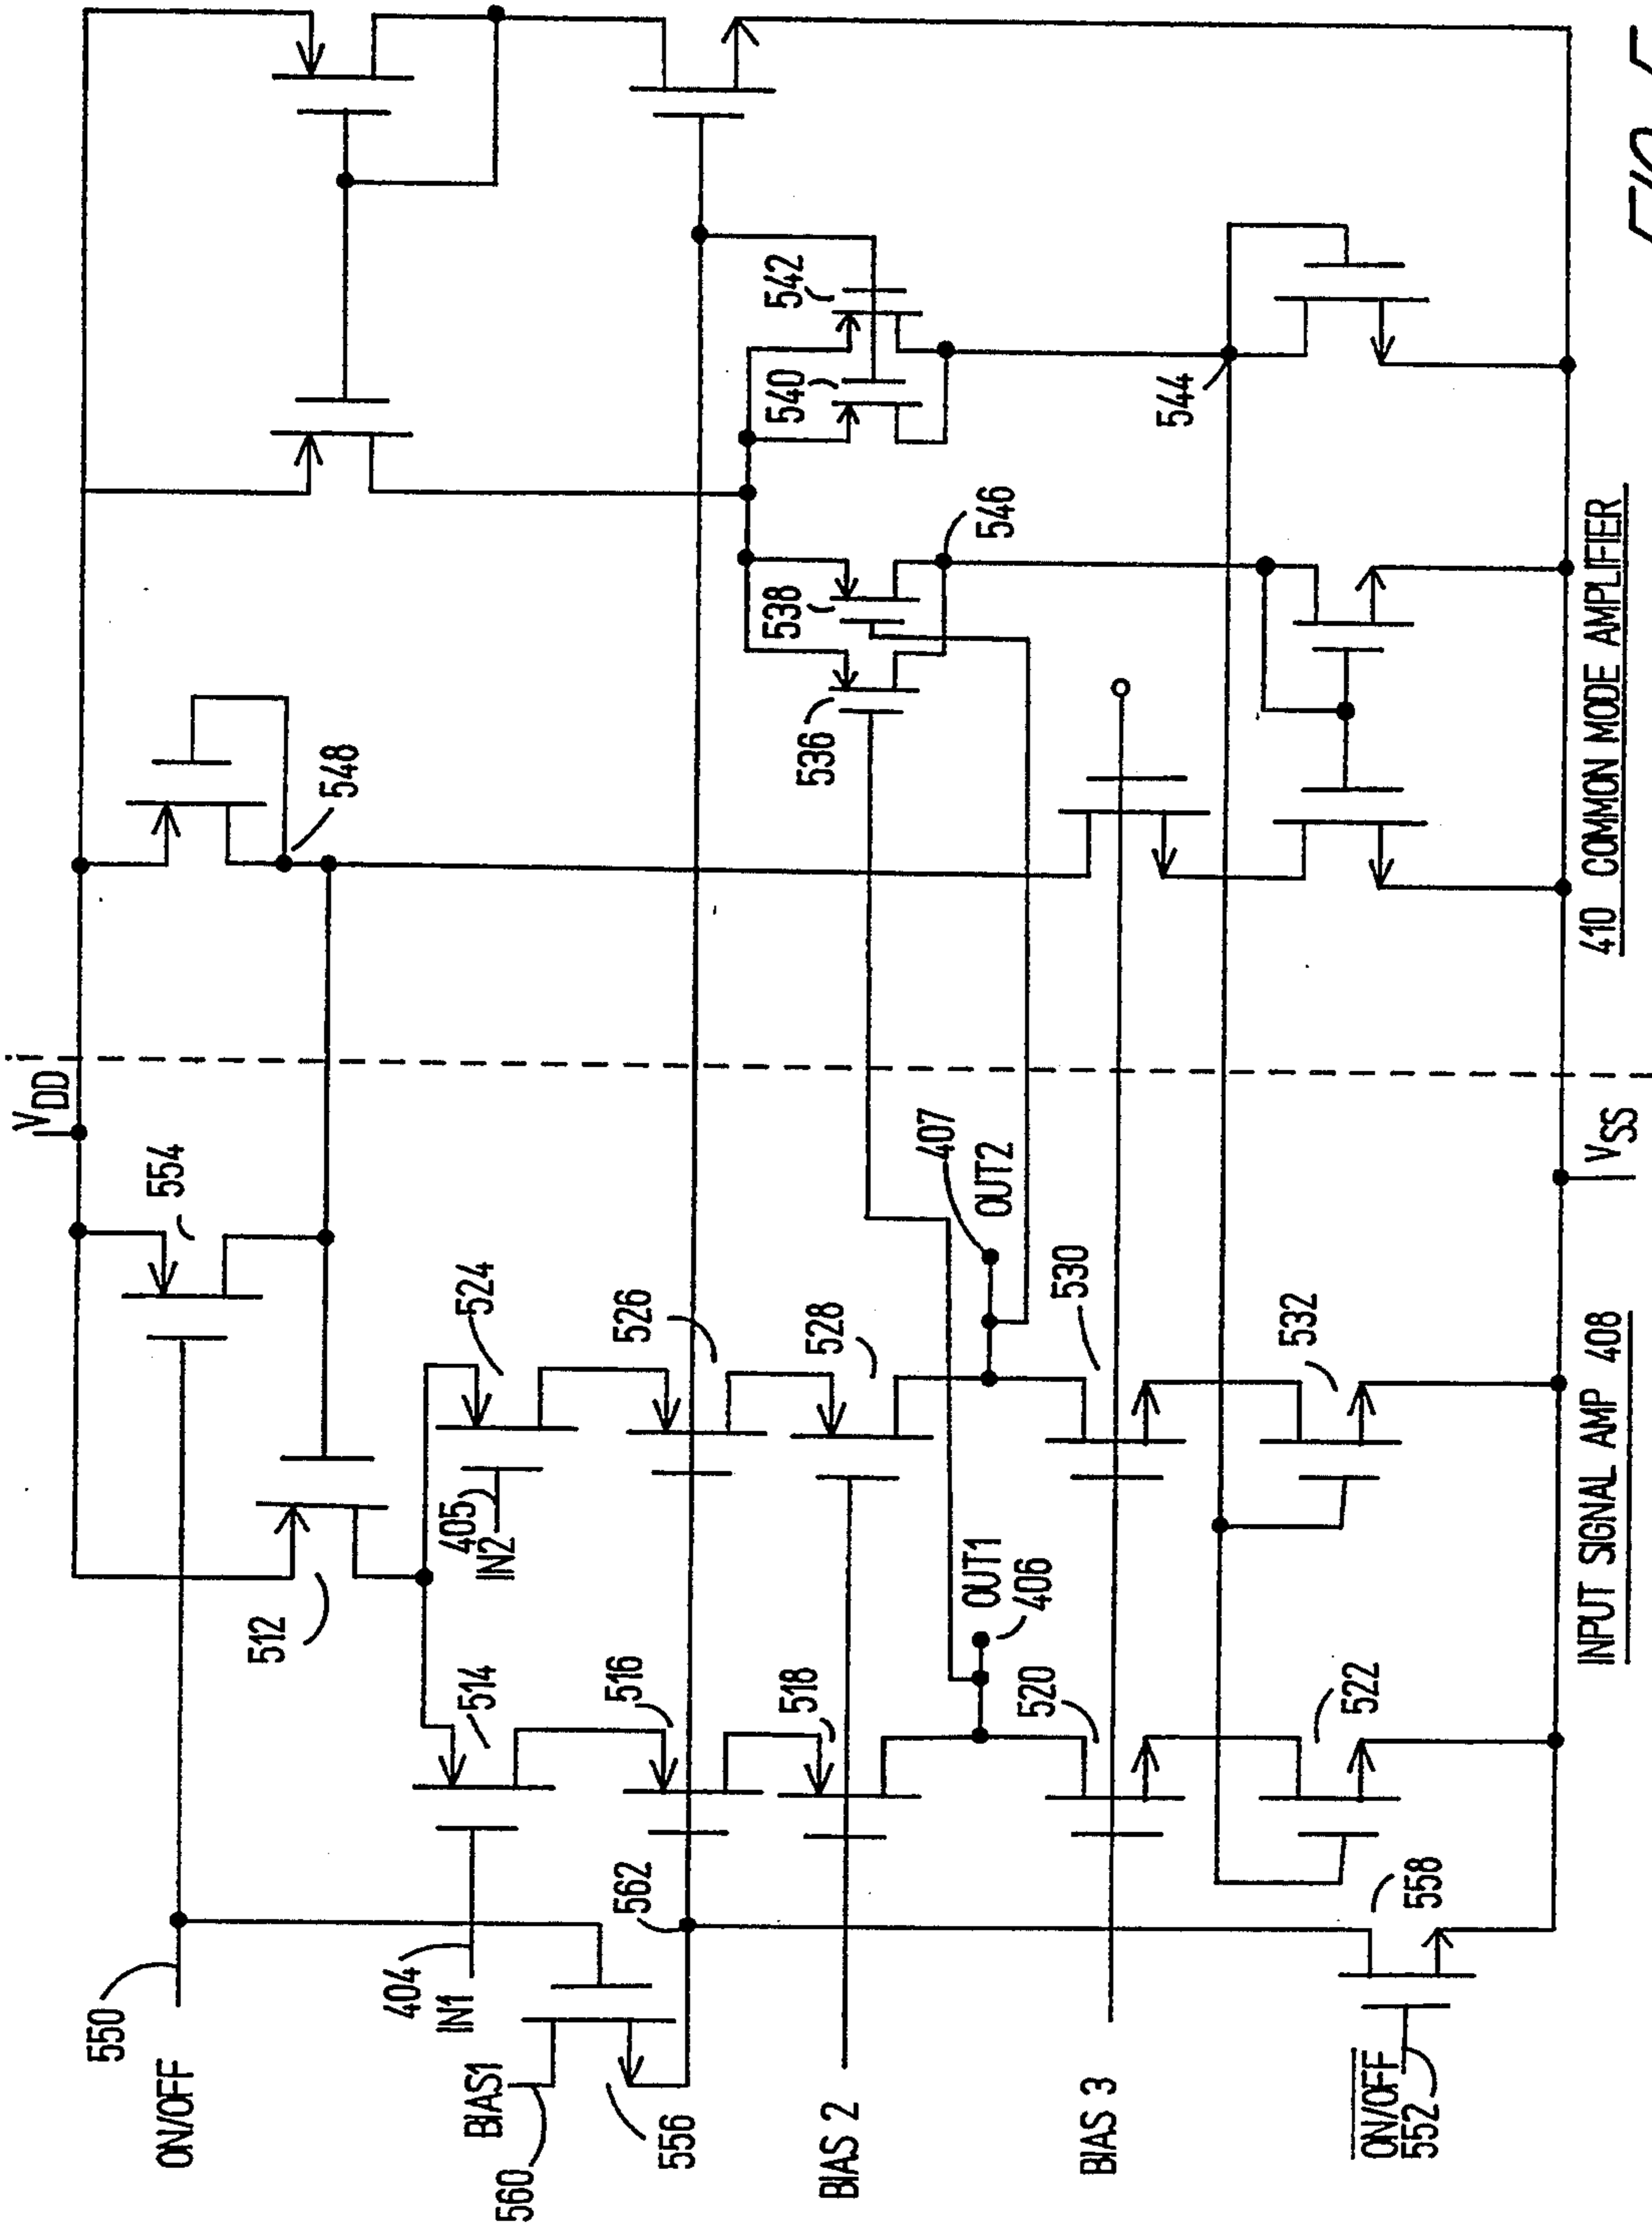 VDD
554
548
550
ON/OFF
512
524
405
IN2
514
404
IN1
BIAS1
560
556
562
516
526
518
528
BIAS 2
536
538
540
542
546
544
407
OUT2
OUT1
406
BIAS 3
520
530
522
532
558
ON/OFF
552
VSS
INPUT SIGNAL AMP 408
410 COMMON MODE AMPLIFIER